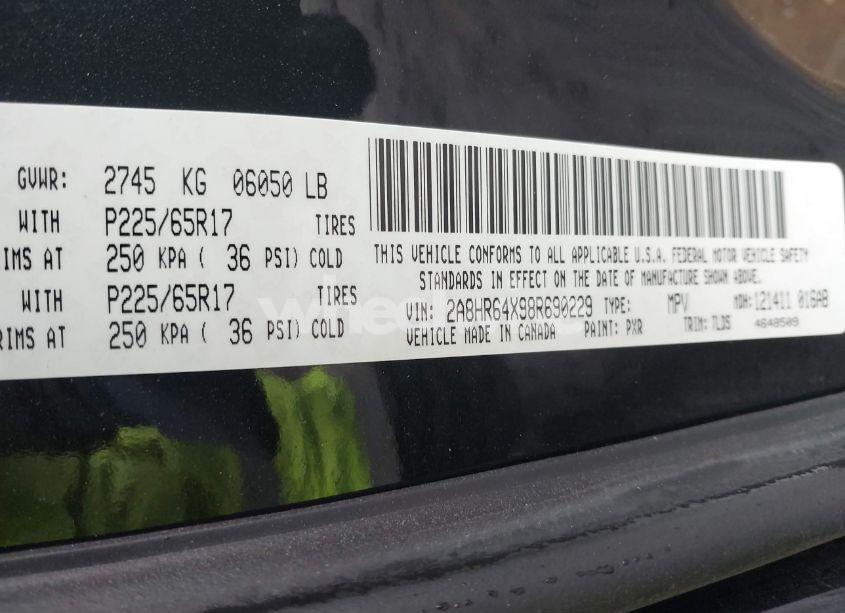 GVWR: 2745 KG 06050 LB
WITH P225/65R17 TIRES
IMS AT 250 KPA ( 36 PSI) COLD
WITH P225/65R17 TIRES
RIMS AT 250 KPA ( 36 PSI) COLD
THIS VEHICLE CONFORMS TO ALL APPLICABLE U.S.A. FEDERAL MOTOR VEHICLE SAFETY
STANDARDS IN EFFECT ON THE DATE OF MANUFACTURE SHOWN ABOVE.
VIN: 2A8HR64X98R690229 TYPE: MPV MDH: 121411 016AB
VEHICLE MADE IN CANADA PAINT: PXR TRIM: TLDS 4648509